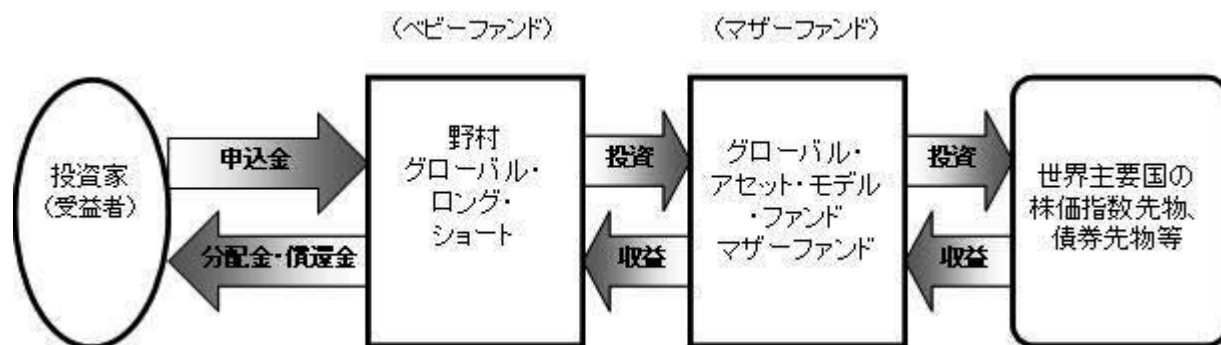 (ベビーファンド)
(マザーファンド)
投資家
(受益者)
申込金
分配金・償還金
野村
グローバル・
ロング・
ショート
投資
収益
グローバル・
アセット・モデル
・ファンド
マザーファンド
投資
収益
世界主要国の
株価指数先物、
債券先物等